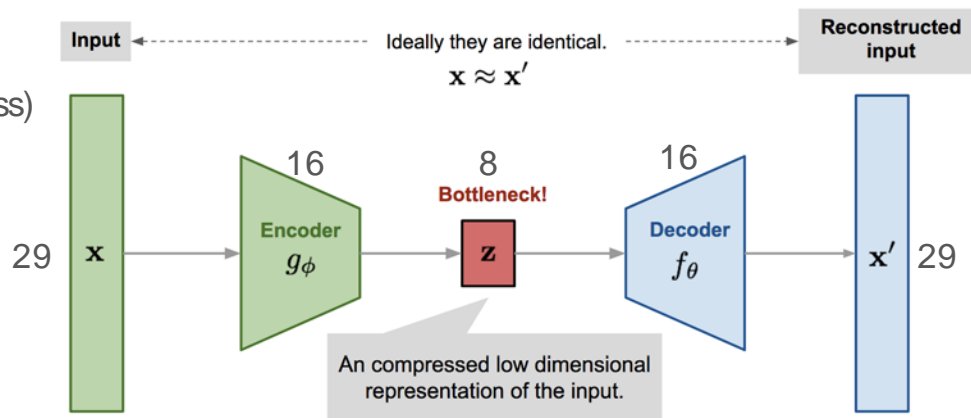 Input
Ideally they are identical.
x ≈ x′
Reconstructed
input
ss)
16
8
16
Bottleneck!
29
x
Encoder
gϕ
z
Decoder
fθ
x′
29
An compressed low dimensional
representation of the input.